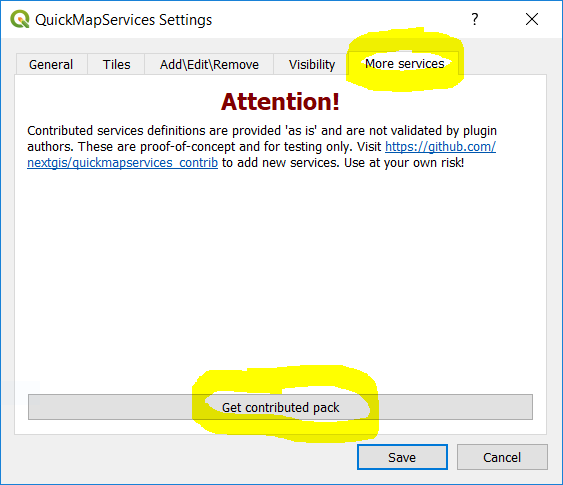 QuickMapServices Settings
?
General Tiles Add\Edit\Remove Visibility More services
Attention!
Contributed services definitions are provided 'as is' and are not validated by plugin
authors. These are proof-of-concept and for testing only. Visit https://github.com/
nextgis/quickmapservices_contrib to add new services. Use at your own risk!
Get contributed pack
Save Cancel